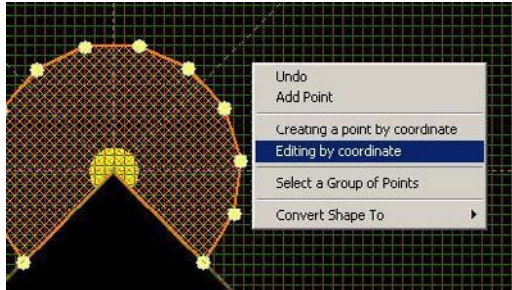 Undo
Add Point
Creating a point by coordinate
Editing by coordinate
Select a Group of Points
Convert Shape To